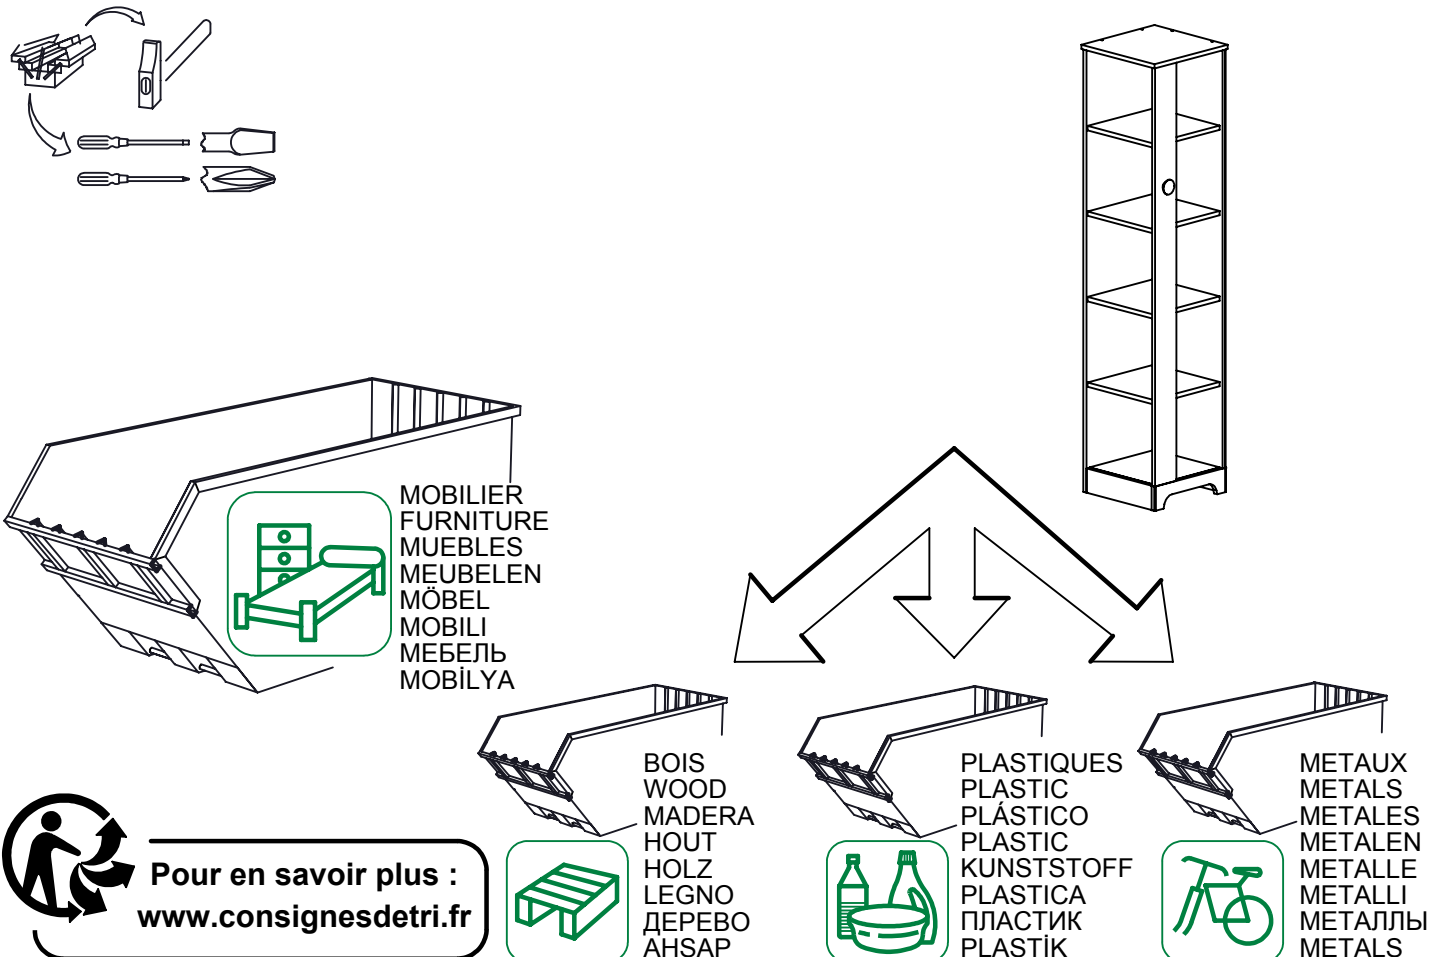 MOBILIER
FURNITURE
MUEBLES
MEUBELEN
MÖBEL
MOBILI
МЕБЕЛЬ
MOBİLYA
BOIS
WOOD
MADERA
HOUT
HOLZ
LEGNO
ДЕРЕВО
AHSAP
PLASTIQUES
PLASTIC
PLÁSTICO
PLASTIC
KUNSTSTOFF
PLASTICA
ПЛАСТИК
PLASTİK
METAUX
METALS
METALES
METALEN
METALLE
METALLI
МЕТАЛЛЫ
METALS
Pour en savoir plus :
www.consignesdetri.fr